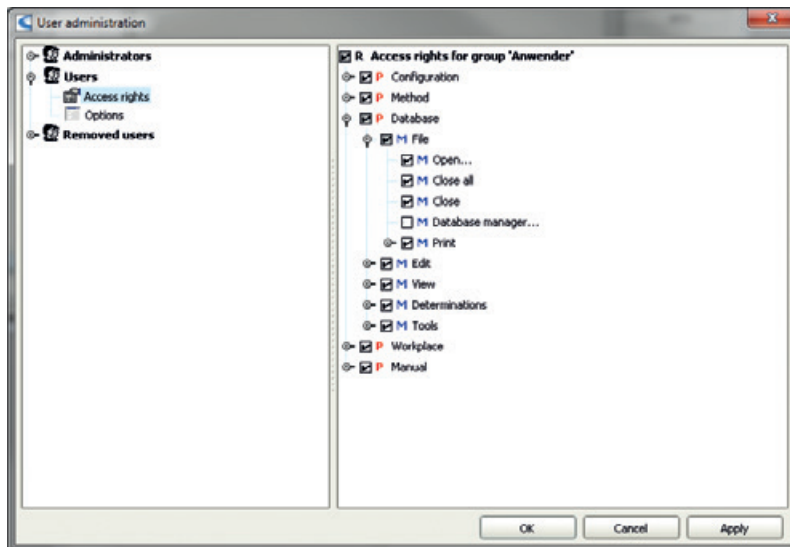 User administration
Administrators
Users
Access rights
Options
Removed users
R Access rights for group 'Anwender'
P Configuration
P Method
P Database
M File
M Open...
M Close all
M Close
M Database manager...
M Print
M Edit
M View
M Determinations
M Tools
P Workplace
P Manual
OK Cancel Apply